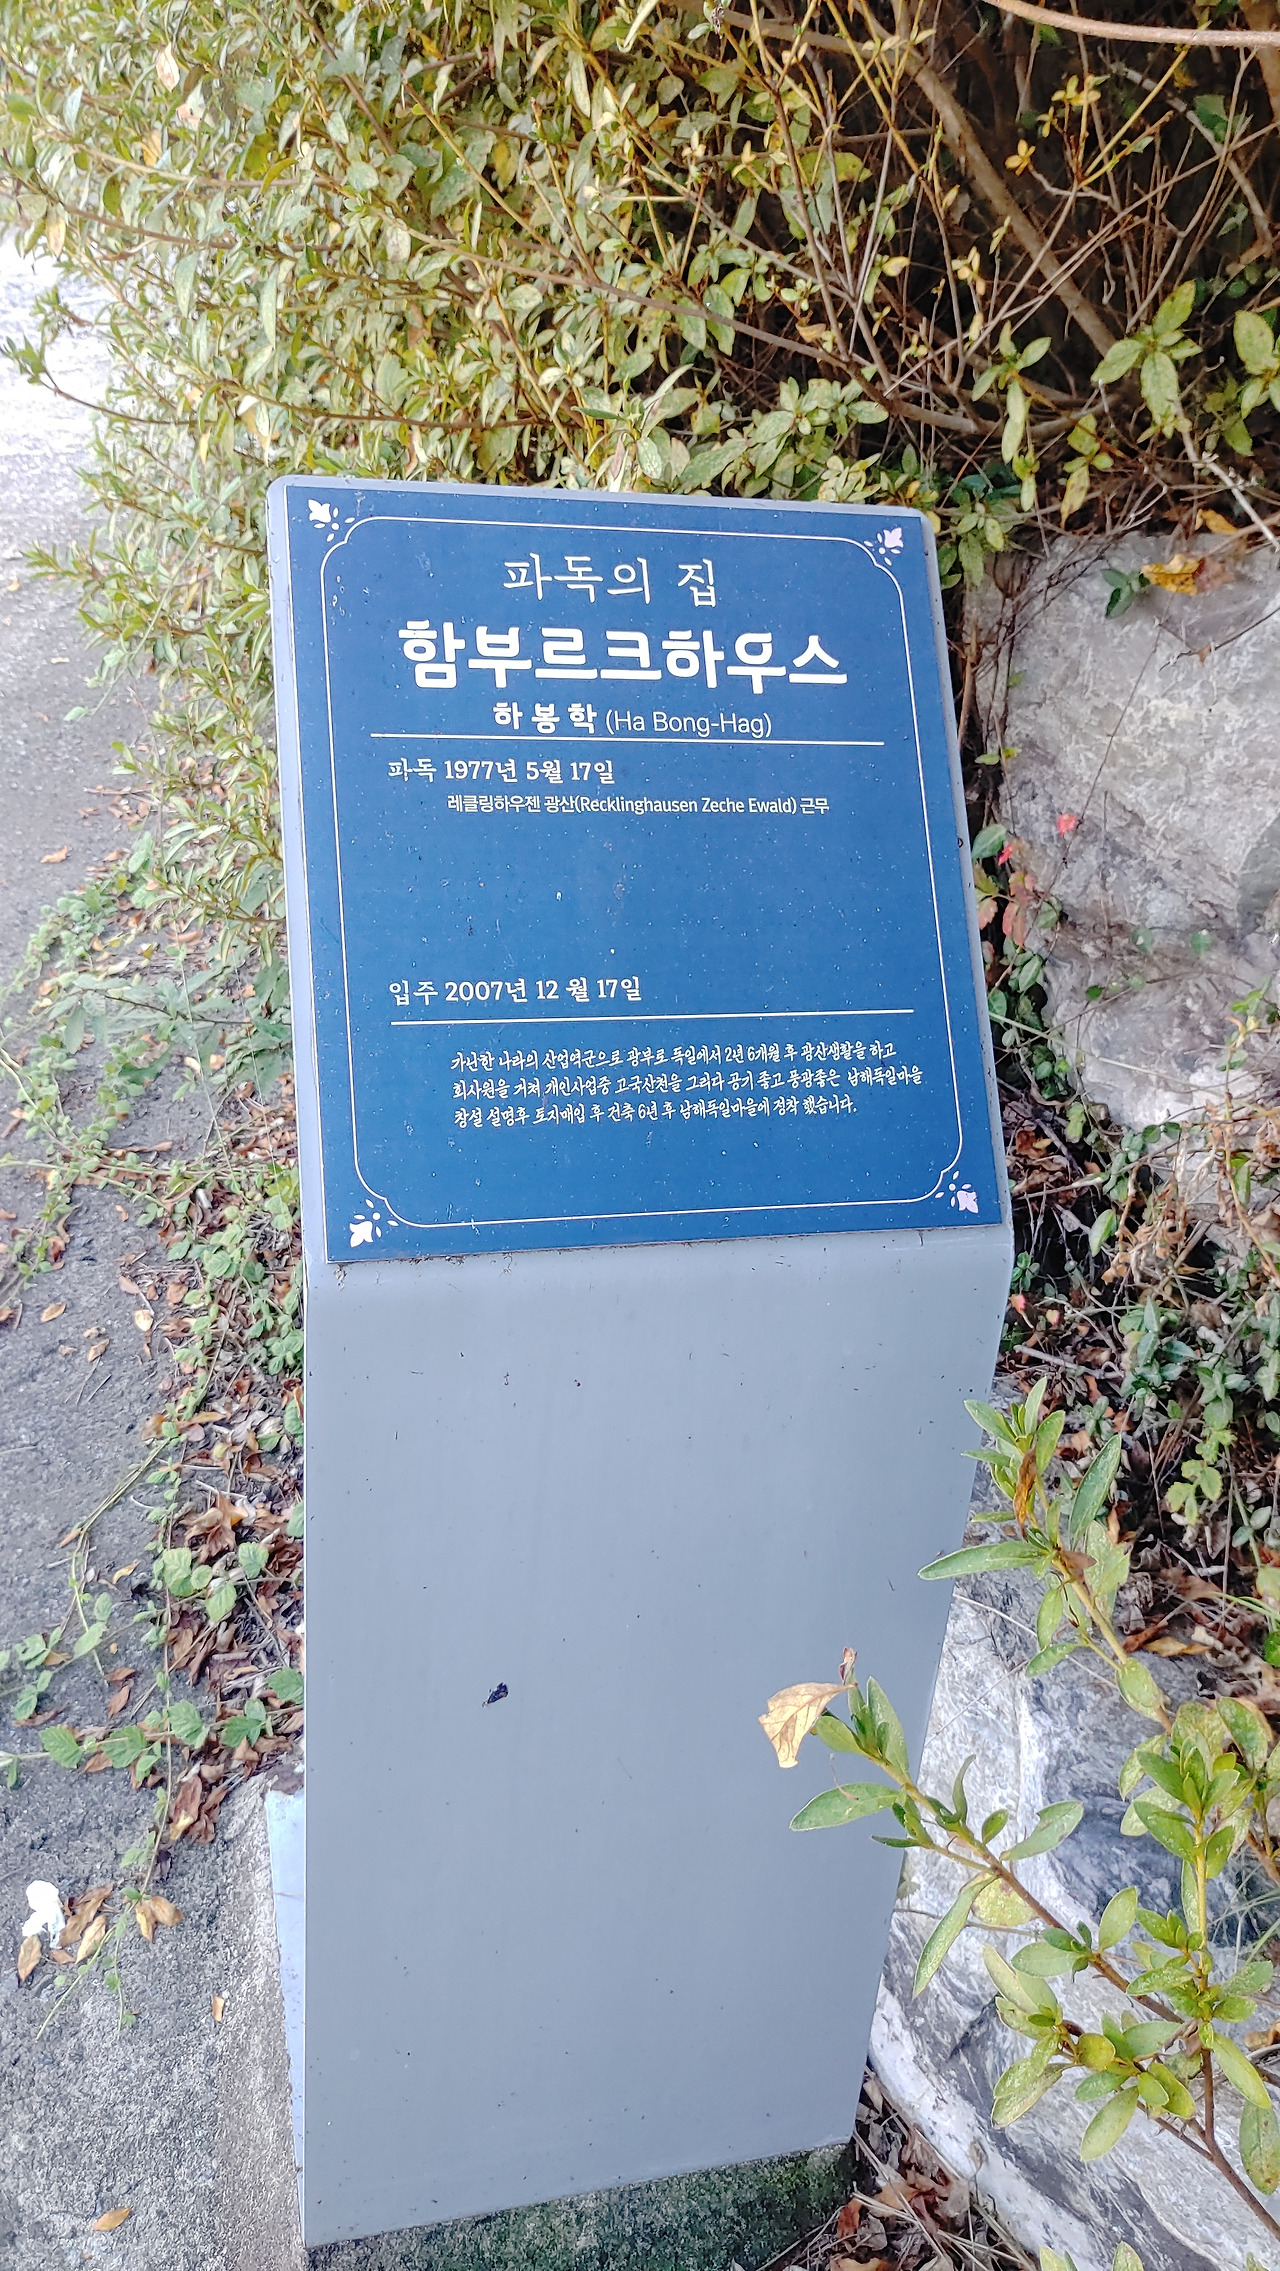 파독의 집
함부르크하우스
하봉학 (Ha Bong-Hag)
파독 1977년 5월 17일
레클링하우젠 광산(Recklinghausen Zeche Ewald) 근무
입주 2007년 12 월 17일
가난한 나라의 산업역군으로 광부로 독일에서 2년 6개월 후 광산생활을 하고
회사원을 거쳐 개인사업중 고국산천을 그리다 공기 좋고 풍광좋은 남해독일마을
창설 설명후 토지매입 후 건축 6년 후 남해독일마을에 정착 했습니다.